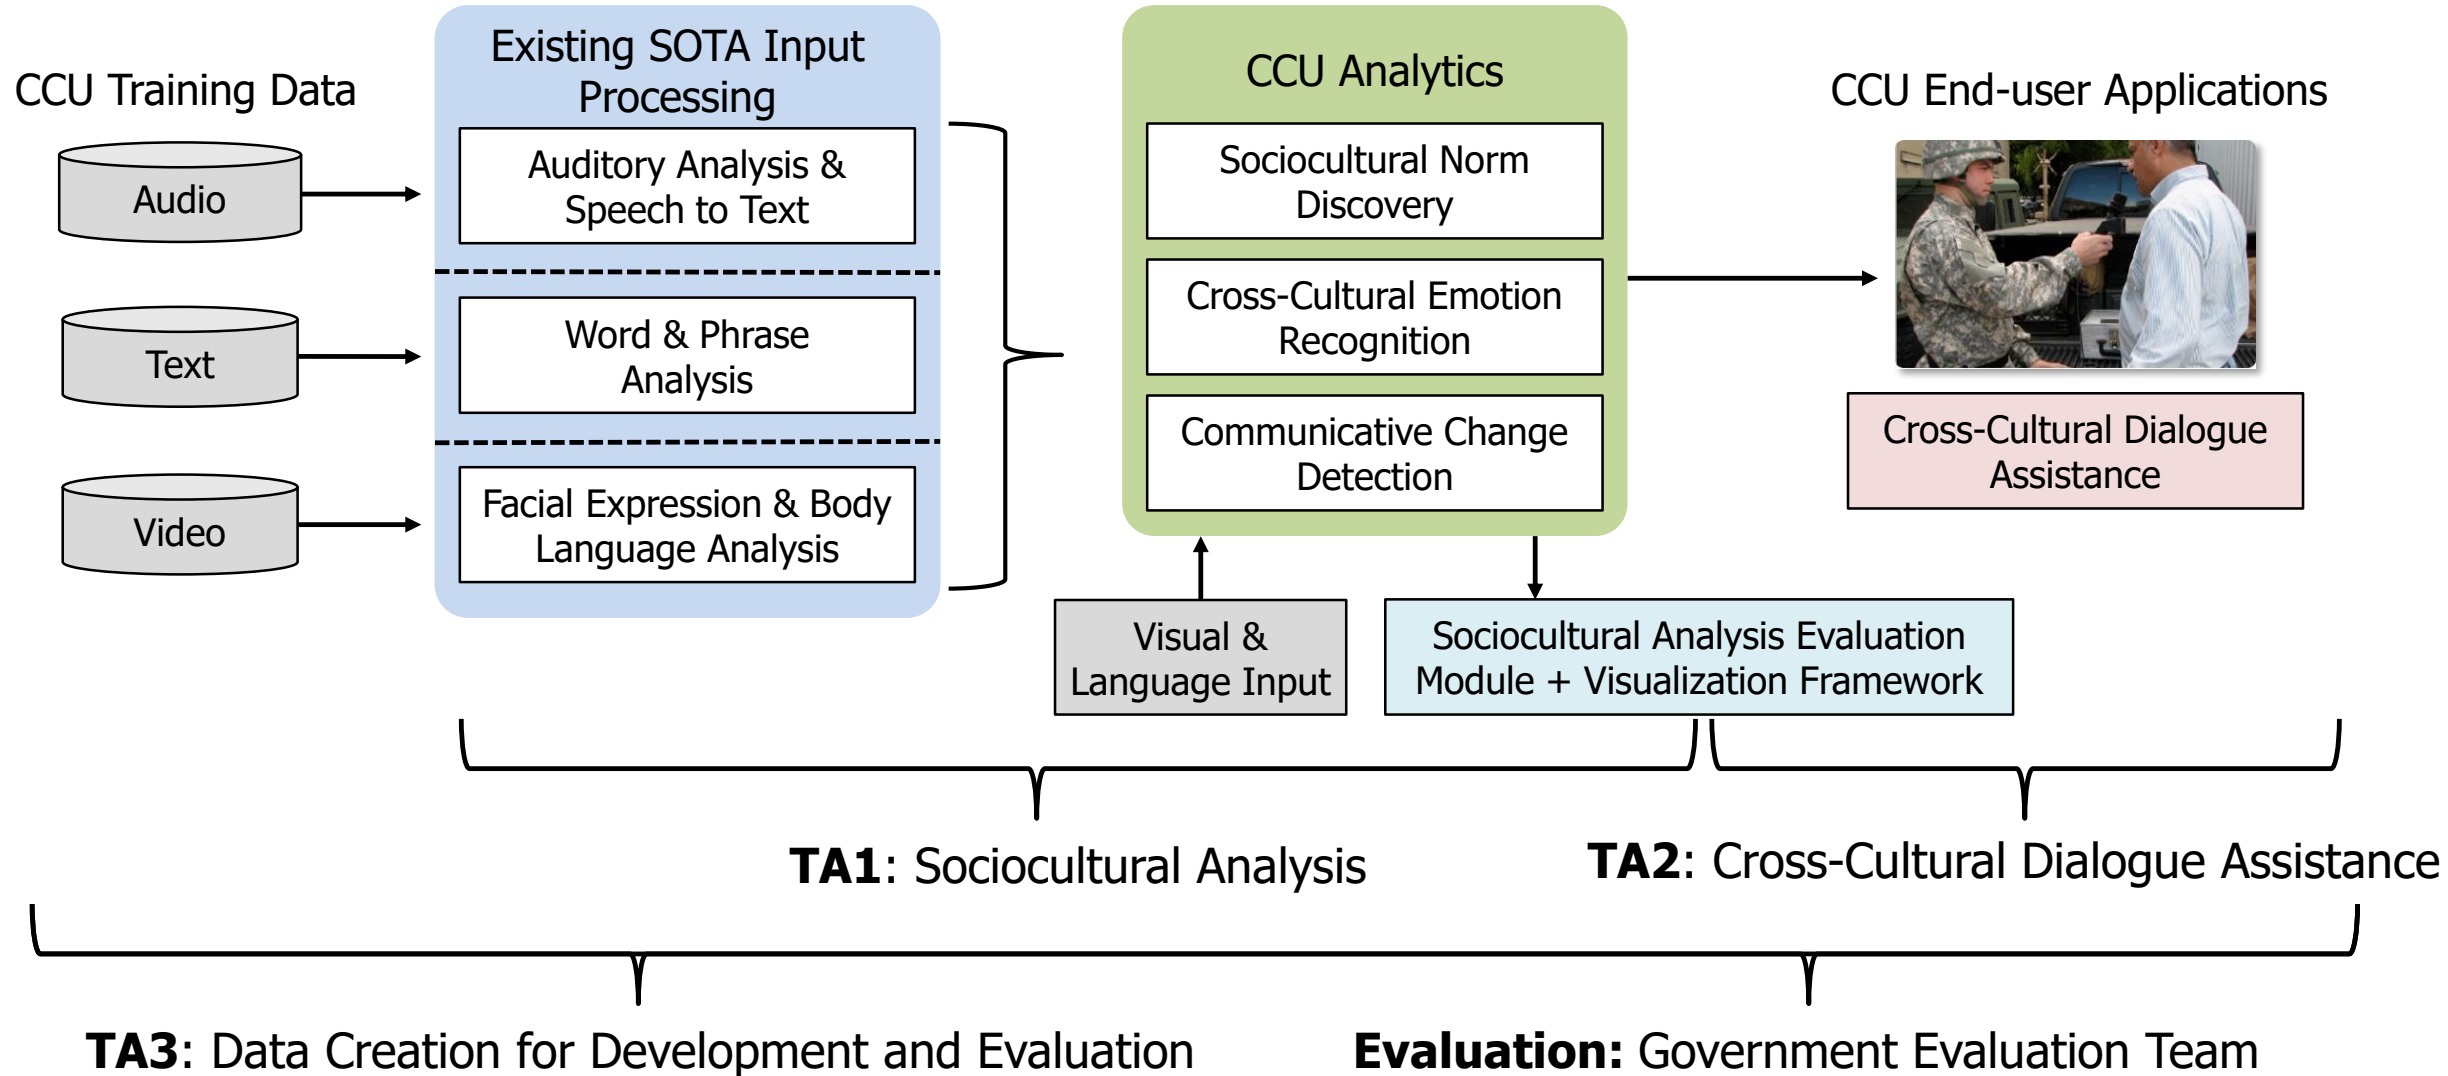 CCU Training Data
Audio
Text
Video
Existing SOTA Input
Processing
Auditory Analysis &
Speech to Text
Word & Phrase
Analysis
Facial Expression & Body
Language Analysis
CCU Analytics
Sociocultural Norm
Discovery
Cross-Cultural Emotion
Recognition
Communicative Change
Detection
Visual &
Language Input
Sociocultural Analysis Evaluation
Module + Visualization Framework
CCU End-user Applications
Cross-Cultural Dialogue
Assistance
TA1: Sociocultural Analysis
TA2: Cross-Cultural Dialogue Assistance
TA3: Data Creation for Development and Evaluation
Evaluation: Government Evaluation Team